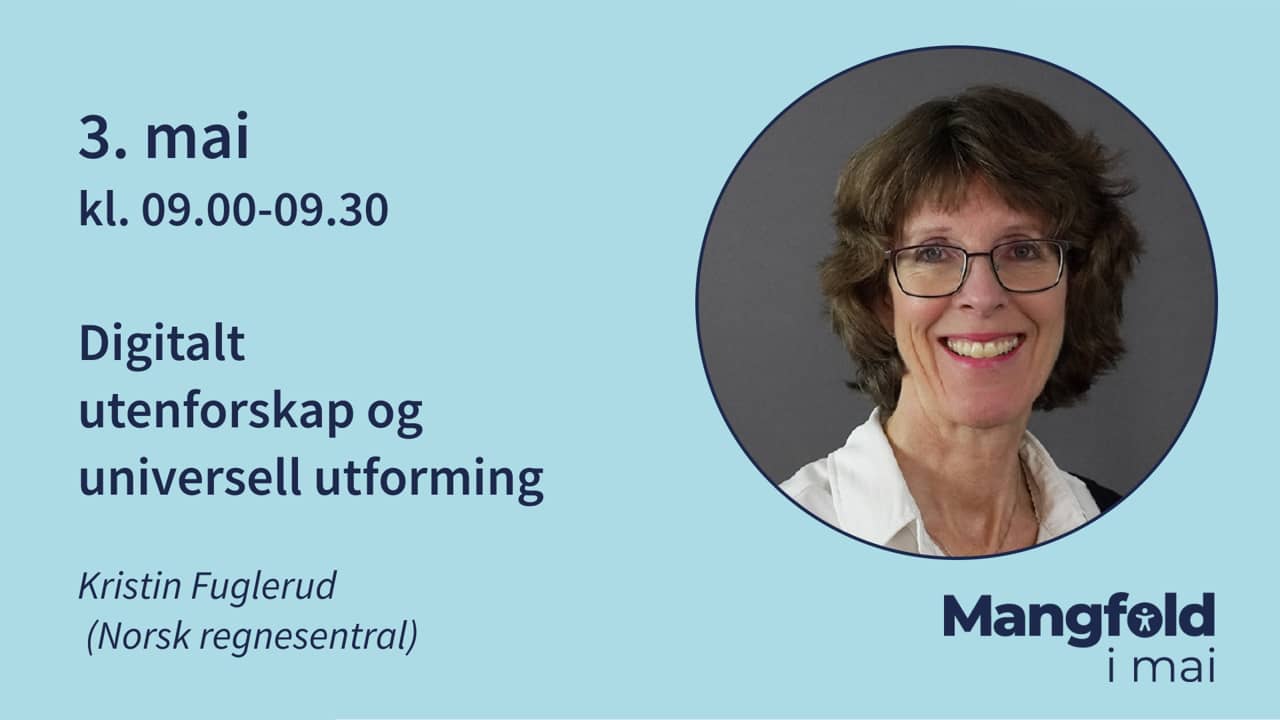 3. mai
kl. 09.00-09.30
Digitalt
utenforskap og
universell utforming
Kristin Fuglerud
(Norsk regnesentral)
Mangfold
i mai